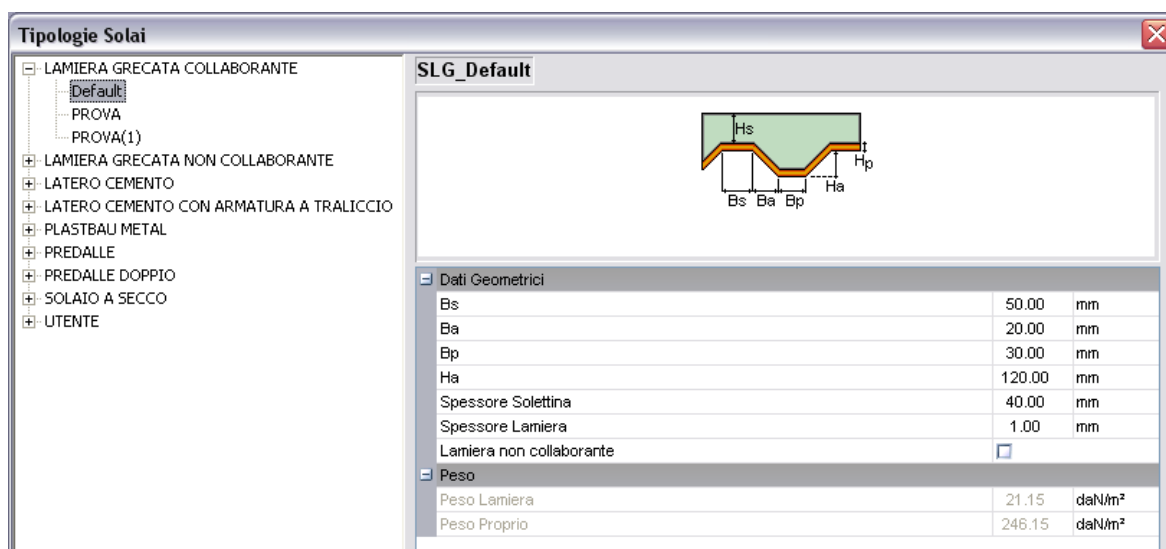 Tipologie Solai
LAMIERA GRECATA COLLABORANTE
Default
PROVA
PROVA(1)
LAMIERA GRECATA NON COLLABORANTE
LATERO CEMENTO
LATERO CEMENTO CON ARMATURA A TRALICCIO
PLASTBAU METAL
PREDALLE
PREDALLE DOPPIO
SOLAIO A SECCO
UTENTE
SLG_Default
Hs
Hp
Ha
Bs Ba Bp
Dati Geometrici
Bs 50.00 mm
Ba 20.00 mm
Bp 30.00 mm
Ha 120.00 mm
Spessore Solettina 40.00 mm
Spessore Lamiera 1.00 mm
Lamiera non collaborante
Peso
Peso Lamiera 21.15 daN/m²
Peso Proprio 246.15 daN/m²